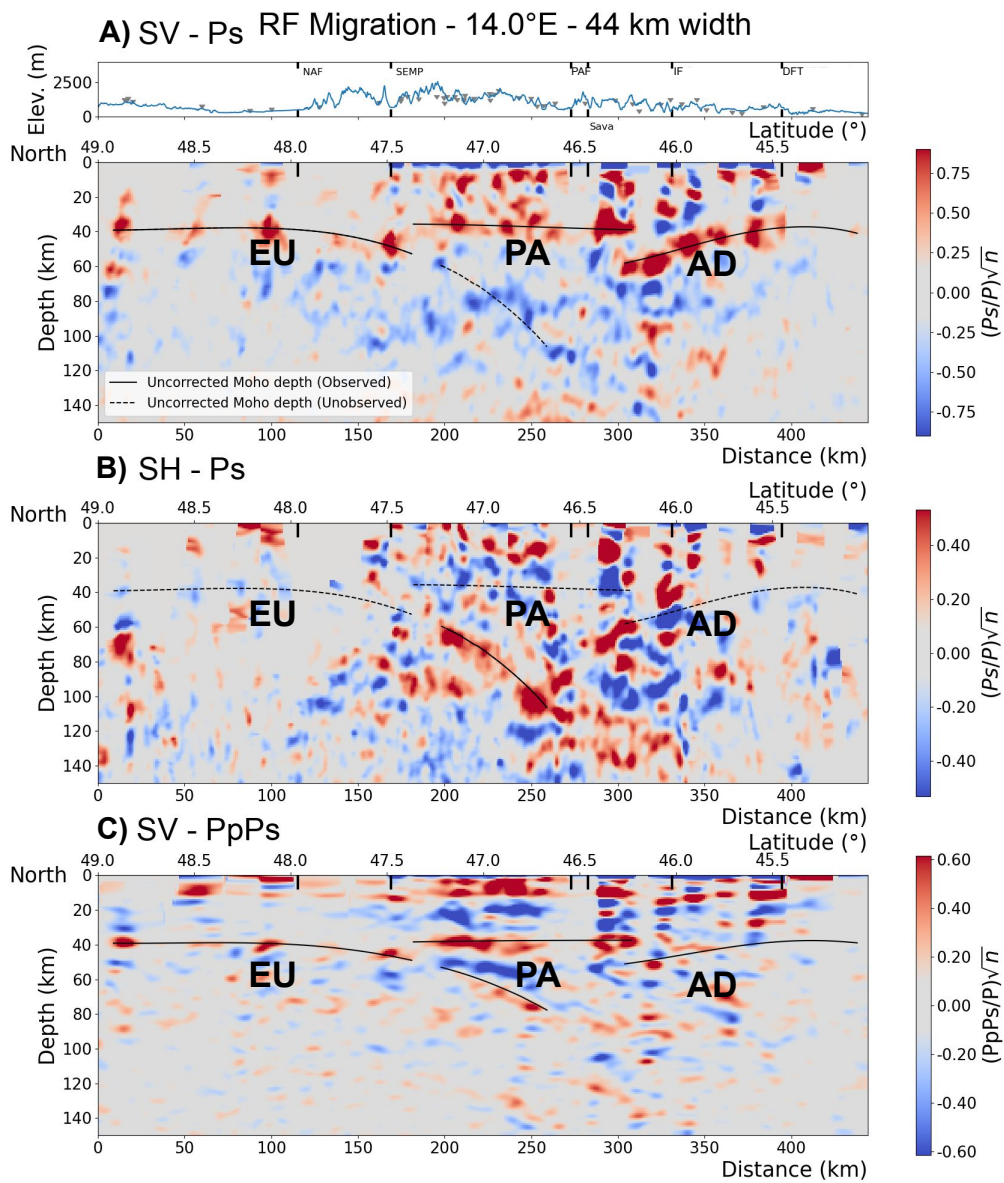 A) SV - Ps RF Migration - 14.0°E - 44 km width
Elev. (m)
2500
0
NAF SEMP PAF IF DFT
Sava
Latitude (°)
North
49.0 48.5 48.0 47.5 47.0 46.5 46.0 45.5
Depth (km)
0
20
40
60
80
100
120
140
EU PA AD
Uncorrected Moho depth (Observed)
Uncorrected Moho depth (Unobserved)
0 50 100 150 200 250 300 350 400
Distance (km)
0.75
0.50
0.25
0.00
-0.25
-0.50
-0.75
(Ps/P)√n
B) SH - Ps
Latitude (°)
North
49.0 48.5 48.0 47.5 47.0 46.5 46.0 45.5
Depth (km)
0
20
40
60
80
100
120
140
EU PA AD
0 50 100 150 200 250 300 350 400
Distance (km)
0.40
0.20
0.00
-0.20
-0.40
(Ps/P)√n
C) SV - PpPs
Latitude (°)
North
49.0 48.5 48.0 47.5 47.0 46.5 46.0 45.5
Depth (km)
0
20
40
60
80
100
120
140
EU PA AD
0 50 100 150 200 250 300 350 400
Distance (km)
0.60
0.40
0.20
0.00
-0.20
-0.40
-0.60
(PpPs/P)√n